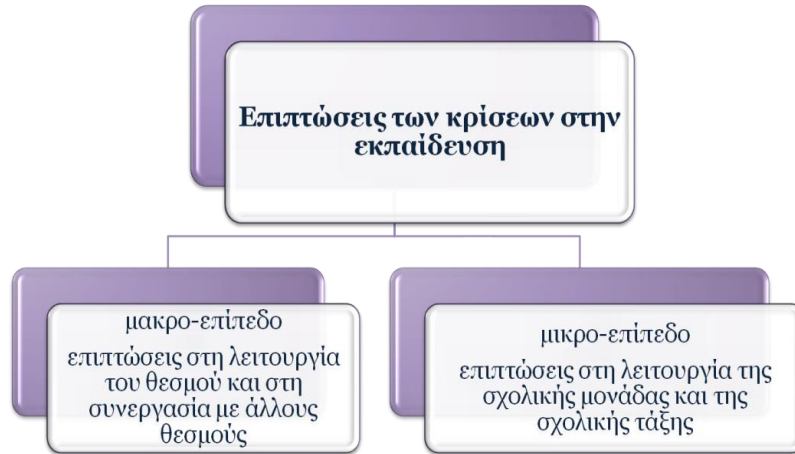 Επιπτώσεις των κρίσεων στην
εκπαίδευση
μακρο-επίπεδο
επιπτώσεις στη λειτουργία
του θεσμού και στη
συνεργασία με άλλους
θεσμούς
μικρο-επίπεδο
επιπτώσεις στη λειτουργία της
σχολικής μονάδας και της
σχολικής τάξης